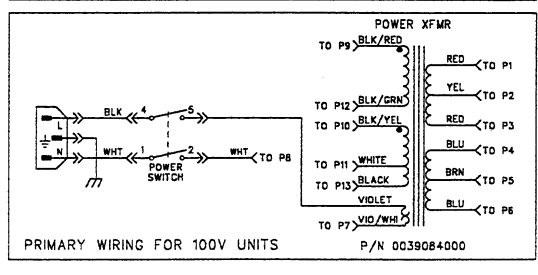 POWER XFMR
TO P9 BLK/RED
RED TO P1
YEL TO P2
BLK 4 5
TO P12 BLK/GRN
TO P10 BLK/YEL
RED TO P3
L
BLU TO P4
N WHT 1 2 WHT TO P8
TO P11 WHITE
POWER
SWITCH
BRN TO P5
TO P13 BLACK
VIOLET
BLU TO P6
TO P7 VIO/WHI
PRIMARY WIRING FOR 100V UNITS
P/N 0039084000